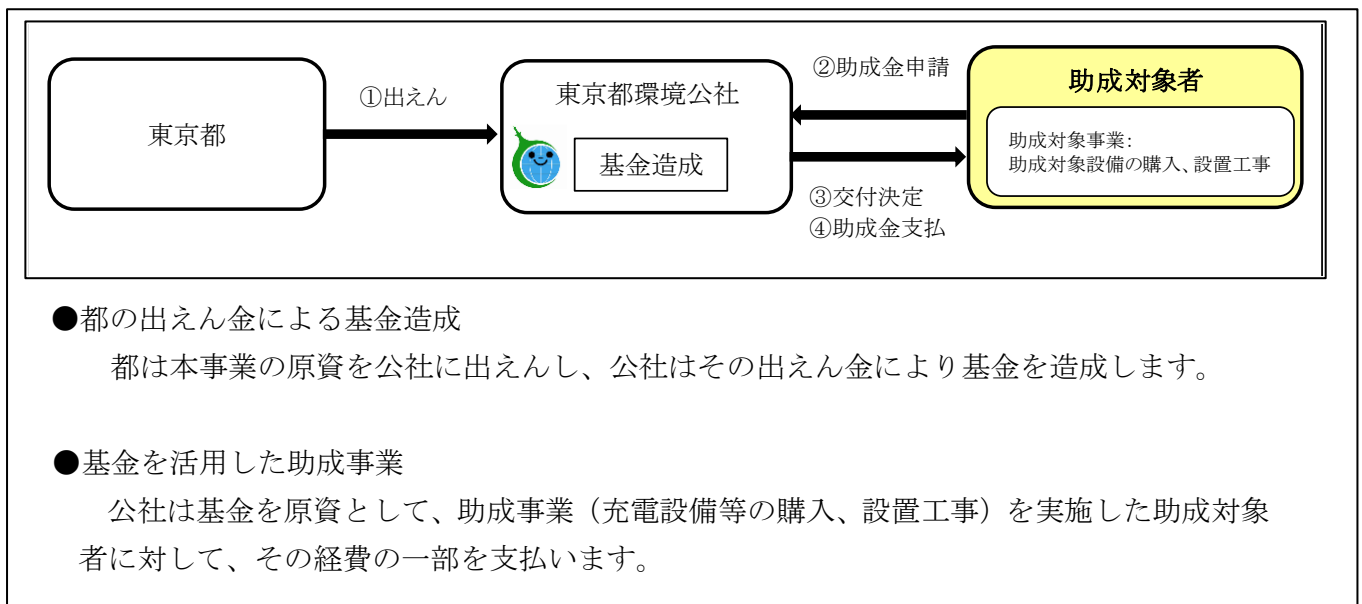 東京都
①出えん
東京都環境公社
基金造成
②助成金申請
③交付決定
④助成金支払
助成対象者
助成対象事業：
助成対象設備の購入、設置工事
●都の出えん金による基金造成
都は本事業の原資を公社に出えんし、公社はその出えん金により基金を造成します。
●基金を活用した助成事業
公社は基金を原資として、助成事業（充電設備等の購入、設置工事）を実施した助成対象
者に対して、その経費の一部を支払います。